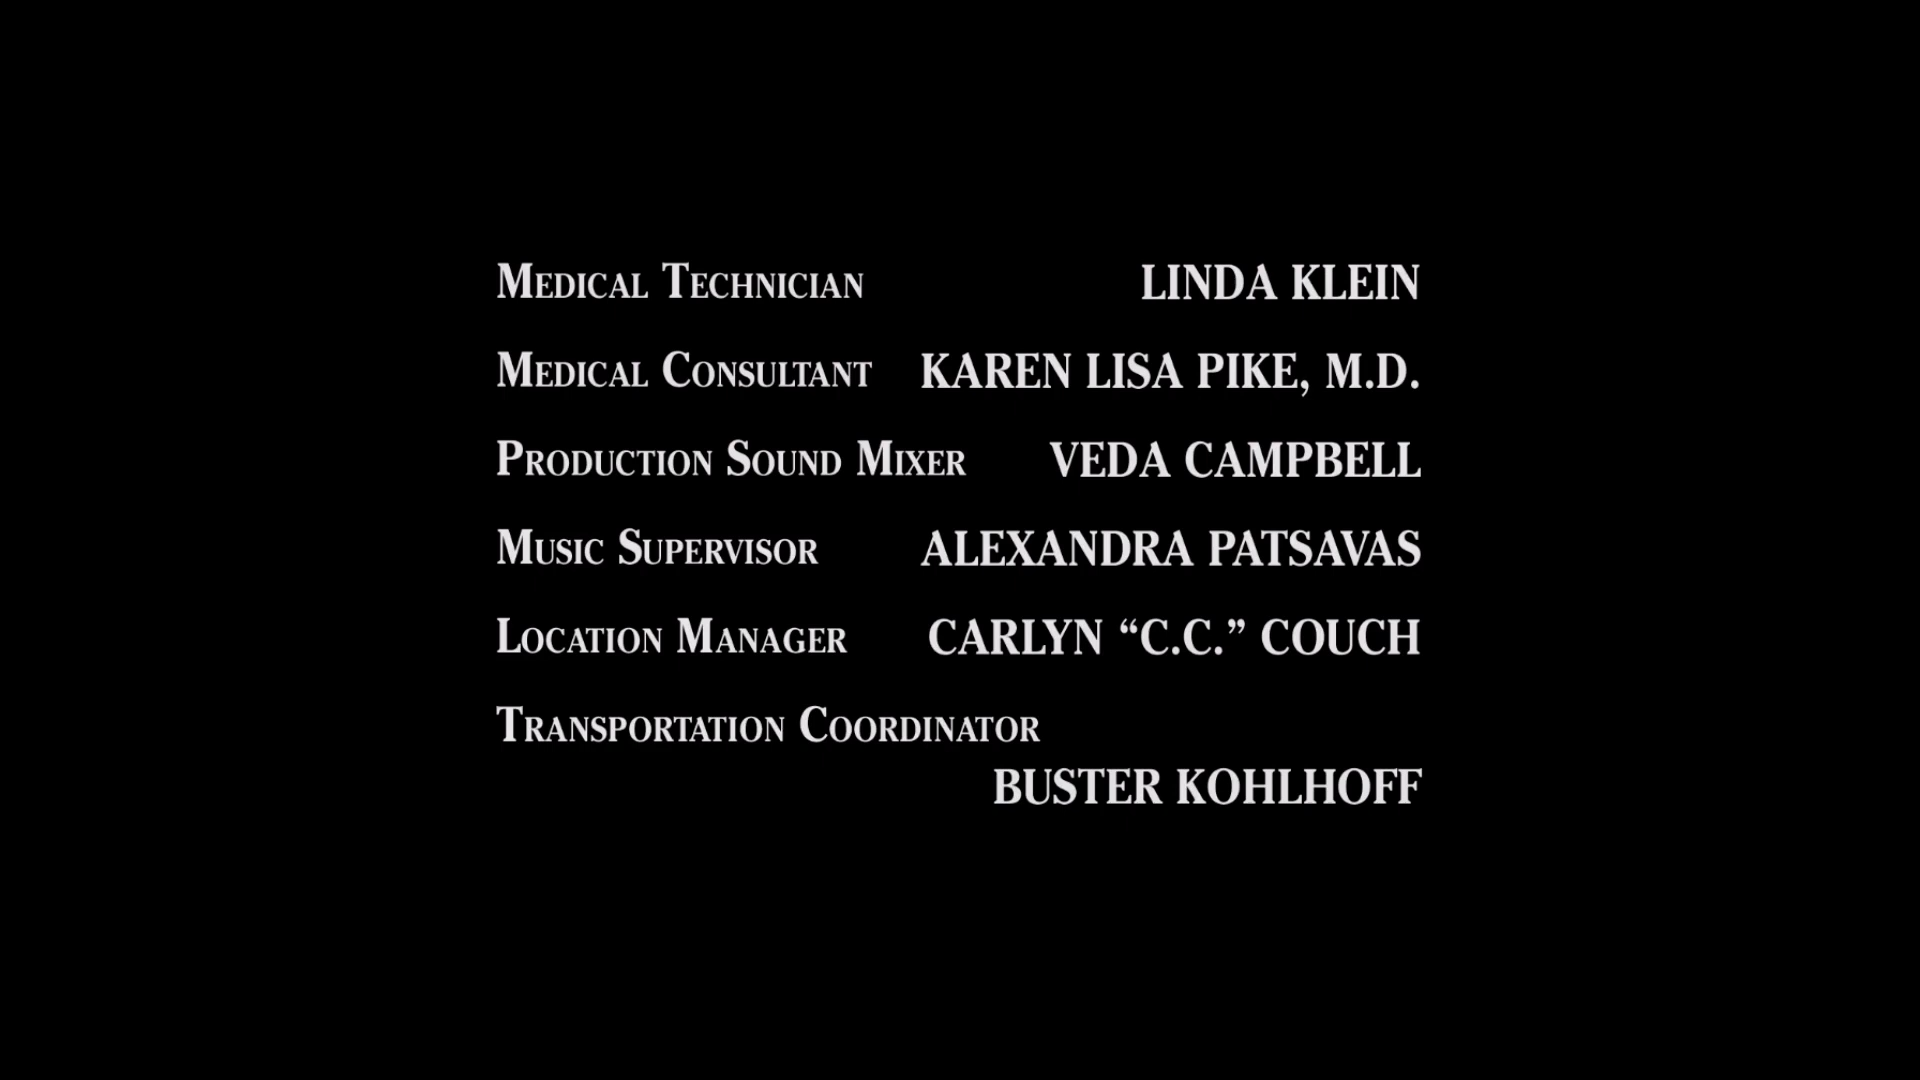 Medical Technician LINDA KLEIN
Medical Consultant KAREN LISA PIKE, M.D.
Production Sound Mixer VEDA CAMPBELL
Music Supervisor ALEXANDRA PATSAVAS
Location Manager CARLYN “C.C.” COUCH
Transportation Coordinator
BUSTER KOHLHOFF